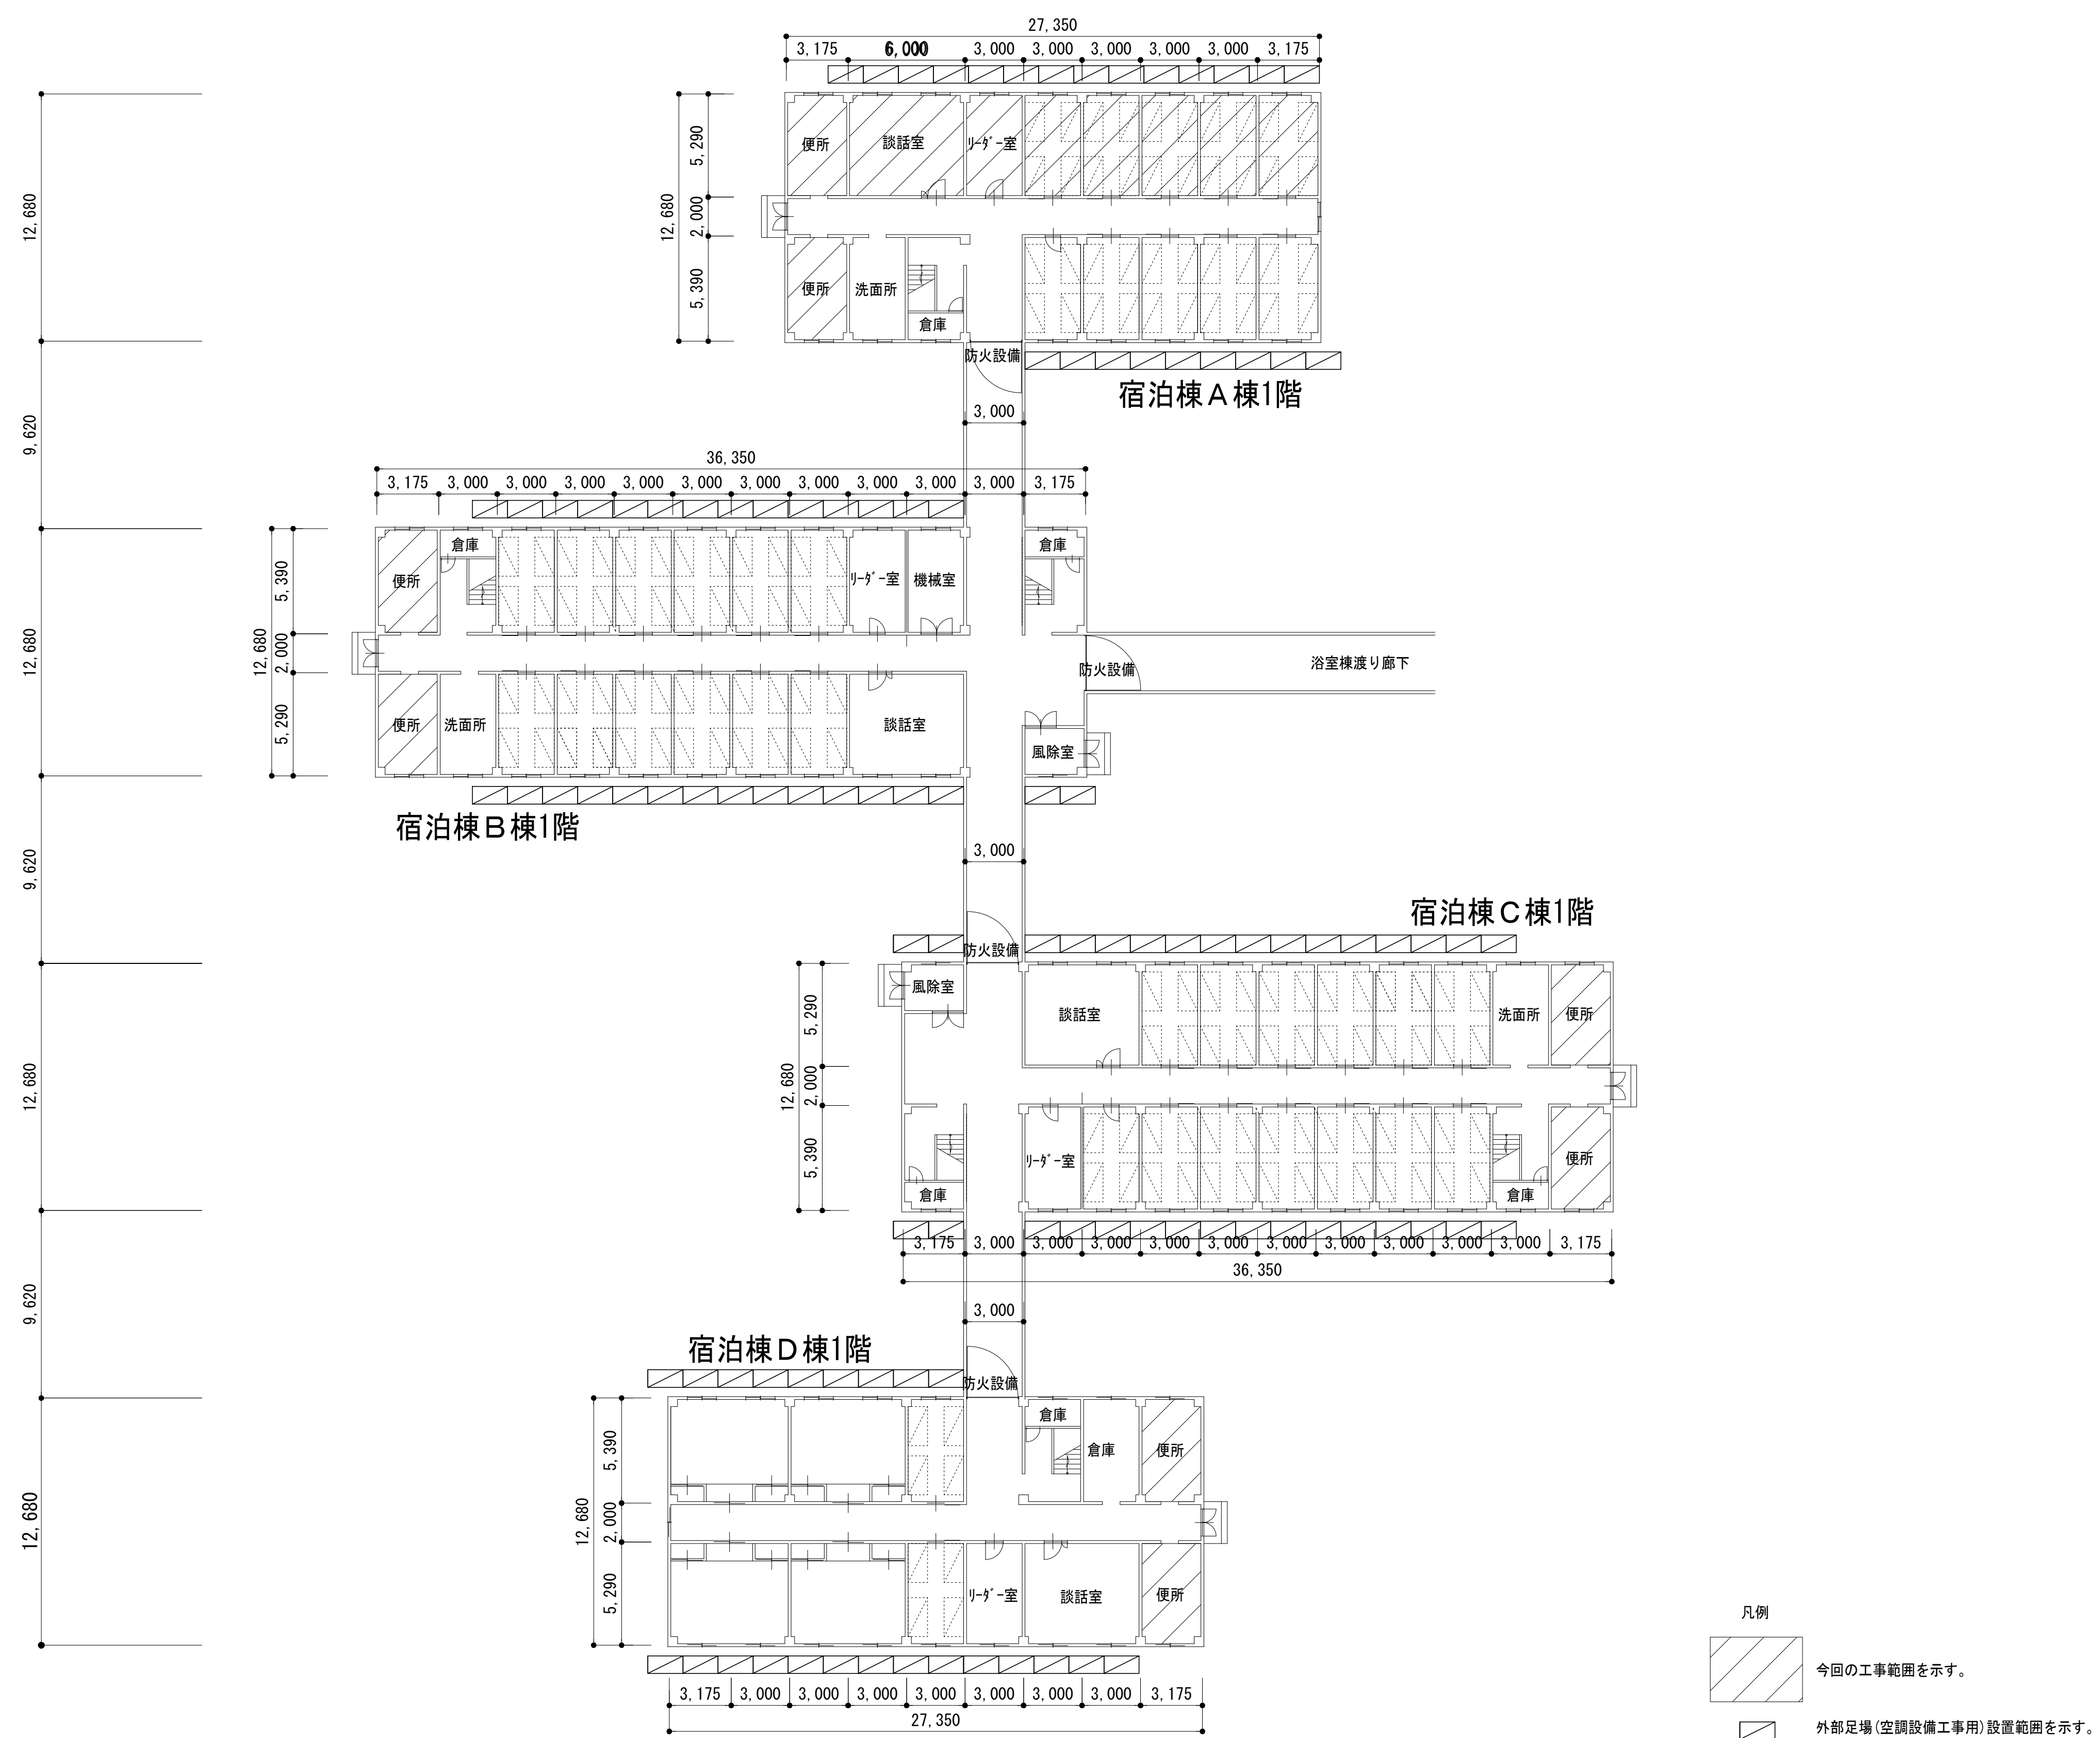 27,350
3,175 6,000 3,000 3,000 3,000 3,000 3,000 3,175
12,680
12,680
5,290
2,000
5,390
便所
談話室
ﾘｰﾀﾞｰ室
便所
洗面所
倉庫
防火設備
宿泊棟A棟1階
9,620
3,000
36,350
3,175 3,000 3,000 3,000 3,000 3,000 3,000 3,000 3,000 3,000 3,000 3,175
12,680
12,680
5,390
2,000
5,290
便所
倉庫
ﾘｰﾀﾞｰ室
機械室
倉庫
防火設備
浴室棟渡り廊下
便所
洗面所
談話室
風除室
宿泊棟B棟1階
9,620
3,000
宿泊棟C棟1階
防火設備
12,680
12,680
5,290
2,000
5,390
風除室
談話室
洗面所
便所
倉庫
ﾘｰﾀﾞｰ室
倉庫
便所
3,175 3,000 3,000 3,000 3,000 3,000 3,000 3,000 3,000 3,000 3,000 3,175
36,350
9,620
3,000
宿泊棟D棟1階
防火設備
12,680
12,680
5,390
2,000
5,290
倉庫
倉庫
便所
ﾘｰﾀﾞｰ室
談話室
便所
3,175 3,000 3,000 3,000 3,000 3,000 3,000 3,000 3,175
27,350
凡例
今回の工事範囲を示す。
外部足場(空調設備工事用)設置範囲を示す。